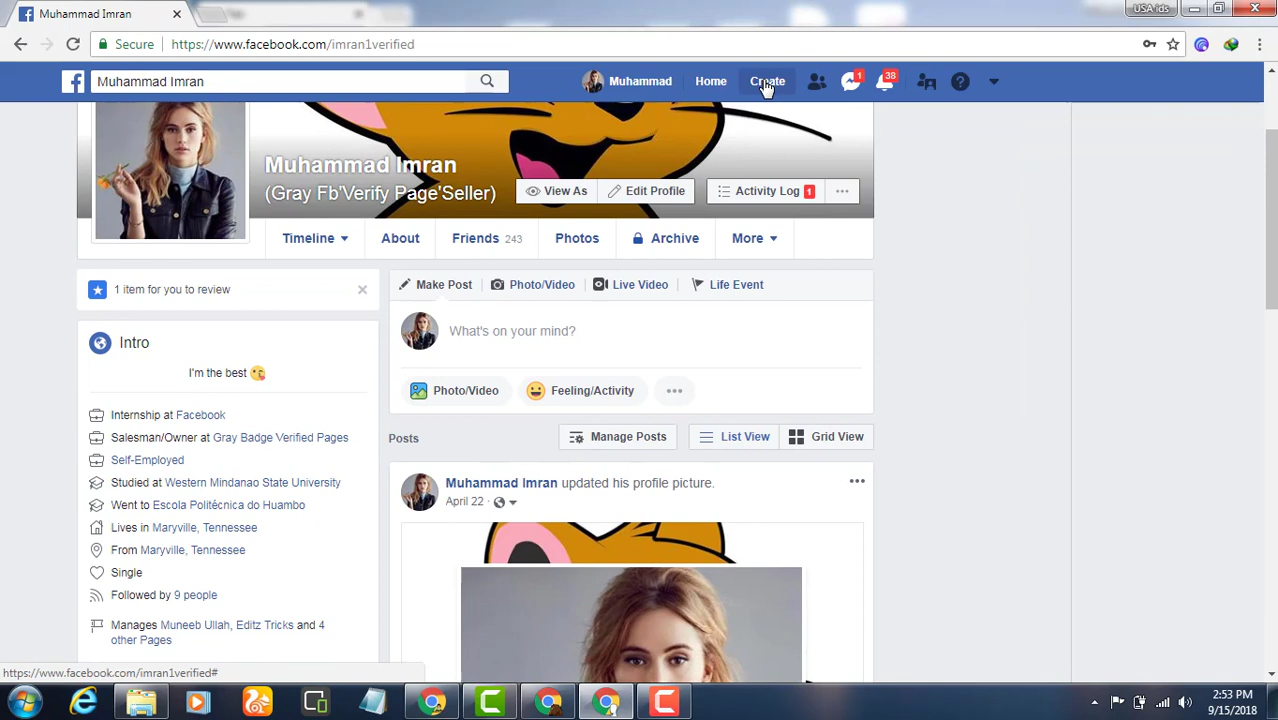 Muhammad Imran
USA ids
Secure
https://www.facebook.com/imran1verified
Muhammad Imran
Muhammad
Home
Create
1
38
Muhammad Imran
(Gray Fb'Verify Page'Seller)
View As
Edit Profile
Activity Log 1
Timeline
About
Friends 243
Photos
Archive
More
1 item for you to review
Make Post
Photo/Video
Live Video
Life Event
What's on your mind?
Intro
I'm the best
Photo/Video
Feeling/Activity
Internship at Facebook
Salesman/Owner at Gray Badge Verified Pages
Self-Employed
Studied at Western Mindanao State University
Went to Escola Politécnica do Huambo
Lives in Maryville, Tennessee
From Maryville, Tennessee
Single
Followed by 9 people
Manages Muneeb Ullah, Editz Tricks and 4
other Pages
Posts
Manage Posts
List View
Grid View
Muhammad Imran updated his profile picture.
April 22
https://www.facebook.com/imran1verified#
2:53 PM
9/15/2018